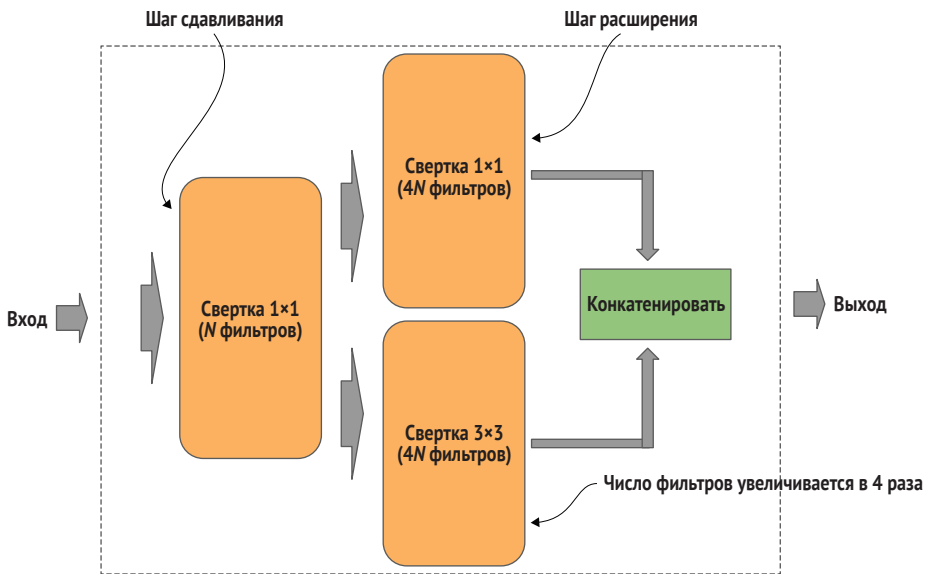 Шаг сдавливания
Шаг расширения
Свертка 1×1
(4N фильтров)
Вход
Свертка 1×1
(N фильтров)
Конкатенировать
Выход
Свертка 3×3
(4N фильтров)
Число фильтров увеличивается в 4 раза